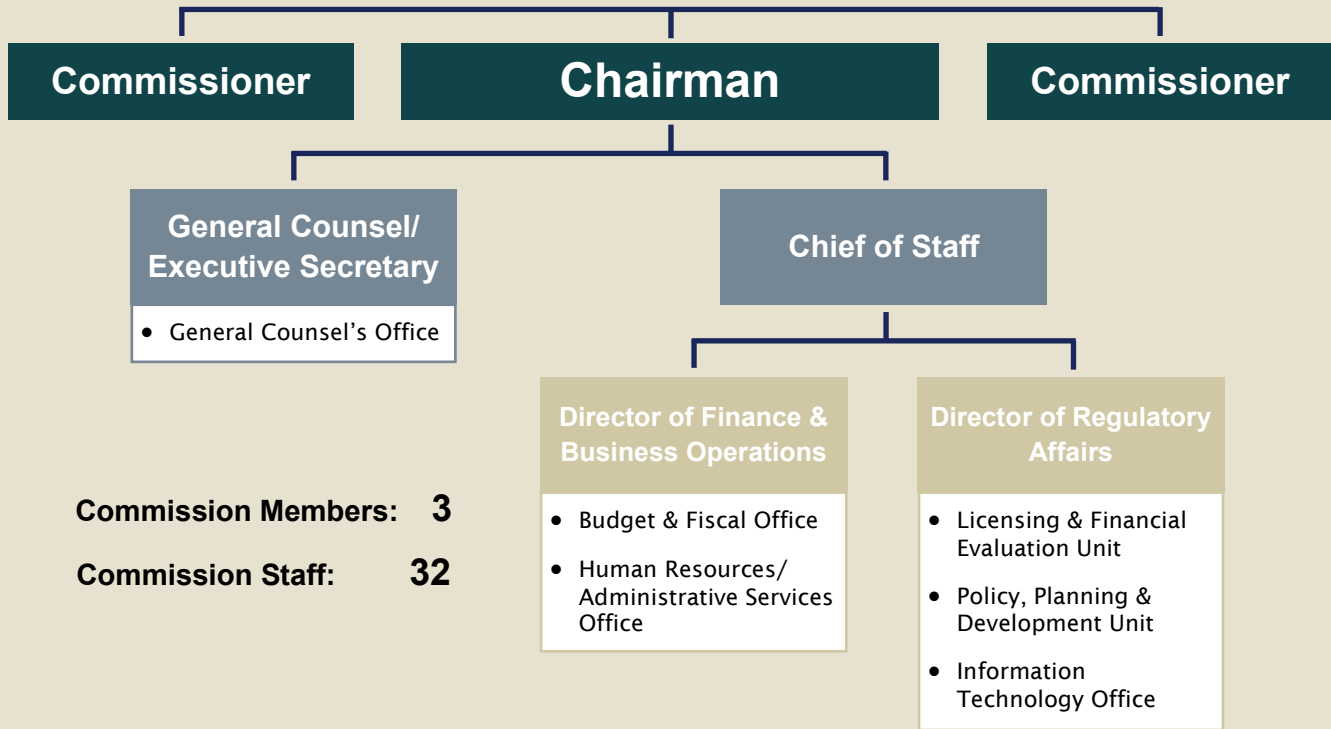 Commissioner
Chairman
Commissioner
General Counsel/
Executive Secretary
• General Counsel’s Office
Chief of Staff
Director of Finance &
Business Operations
• Budget & Fiscal Office
• Human Resources/
Administrative Services
Office
Director of Regulatory
Affairs
• Licensing & Financial
Evaluation Unit
• Policy, Planning &
Development Unit
• Information
Technology Office
Commission Members: 3
Commission Staff: 32